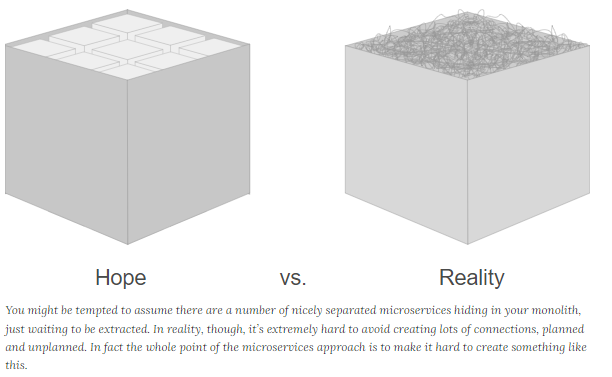 Hope vs. Reality
You might be tempted to assume there are a number of nicely separated microservices hiding in your monolith,
just waiting to be extracted. In reality, though, it's extremely hard to avoid creating lots of connections, planned
and unplanned. In fact the whole point of the microservices approach is to make it hard to create something like
this.